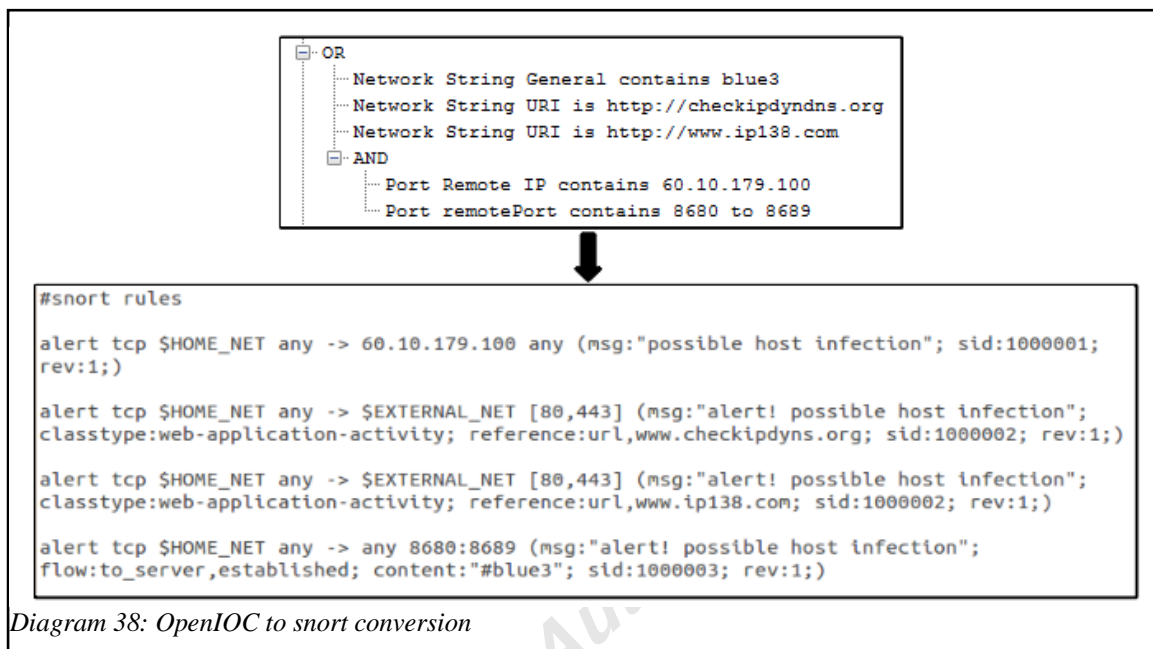 OR
Network String General contains blue3
Network String URI is http://checkipdyndns.org
Network String URI is http://www.ip138.com
AND
Port Remote IP contains 60.10.179.100
Port remotePort contains 8680 to 8689
#snort rules
alert tcp $HOME_NET any -> 60.10.179.100 any (msg:"possible host infection"; sid:1000001;
rev:1;)
alert tcp $HOME_NET any -> $EXTERNAL_NET [80,443] (msg:"alert! possible host infection";
classtype:web-application-activity; reference:url,www.checkipdyns.org; sid:1000002; rev:1;)
alert tcp $HOME_NET any -> $EXTERNAL_NET [80,443] (msg:"alert! possible host infection";
classtype:web-application-activity; reference:url,www.ip138.com; sid:1000002; rev:1;)
alert tcp $HOME_NET any -> any 8680:8689 (msg:"alert! possible host infection";
flow:to_server,established; content:"#blue3"; sid:1000003; rev:1;)
Diagram 38: OpenIOC to snort conversion